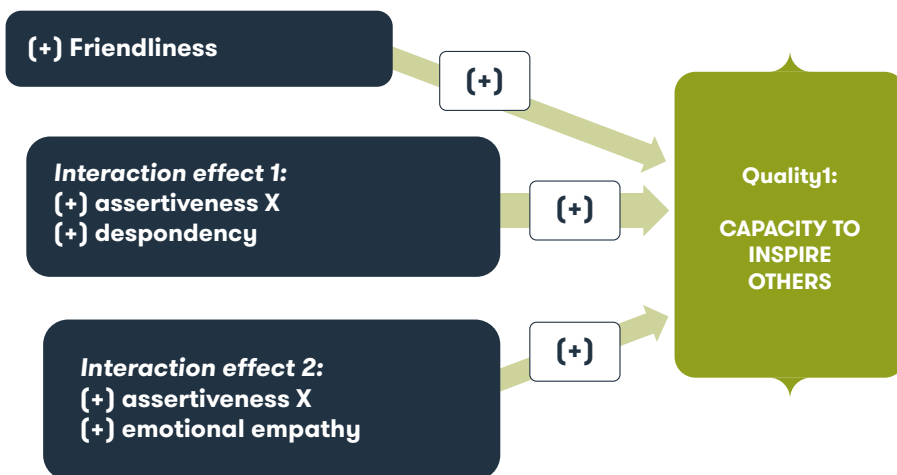 (+) Friendliness
(+)
Interaction effect 1:
(+) assertiveness X
(+) despondency
(+)
Interaction effect 2:
(+) assertiveness X
(+) emotional empathy
(+)
Quality1:
CAPACITY TO
INSPIRE
OTHERS